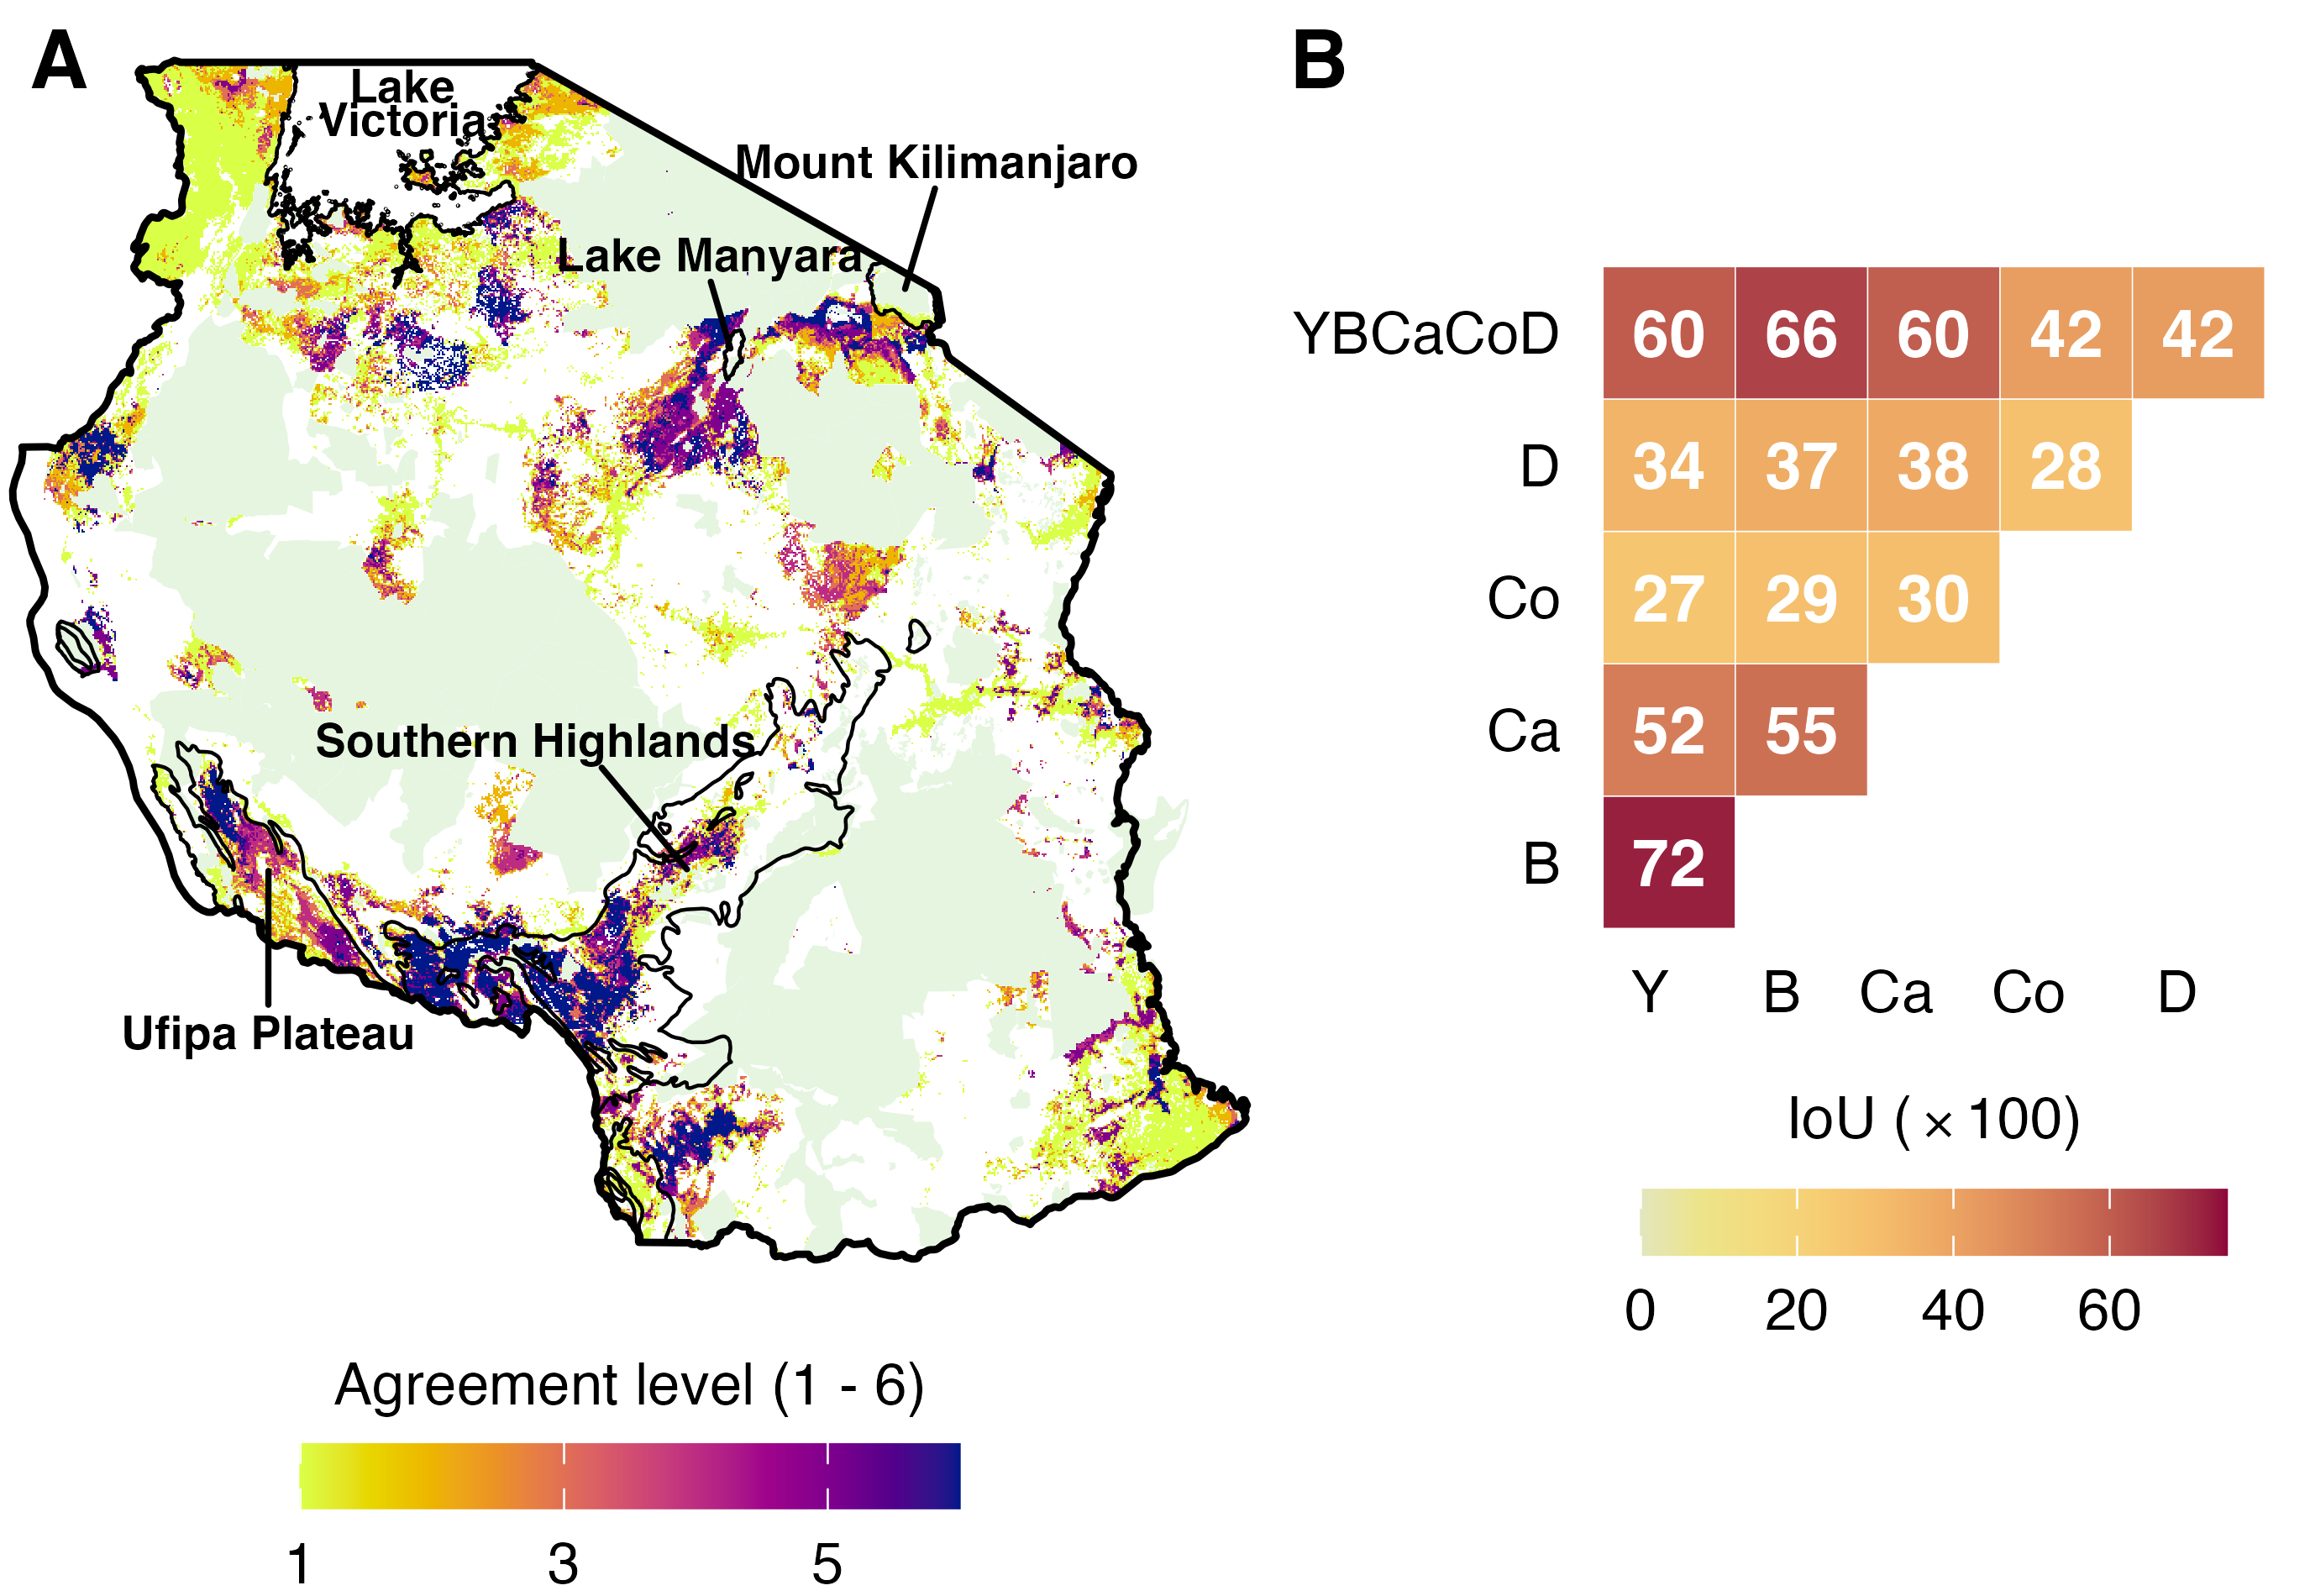 A
Lake
Victoria
Mount Kilimanjaro
Lake Manyara
Southern Highlands
Ufipa Plateau
Agreement level (1 - 6)
1 3 5
B
YBCaCoD 60 66 60 42 42
D 34 37 38 28
Co 27 29 30
Ca 52 55
B 72
Y B Ca Co D
IoU (×100)
0 20 40 60